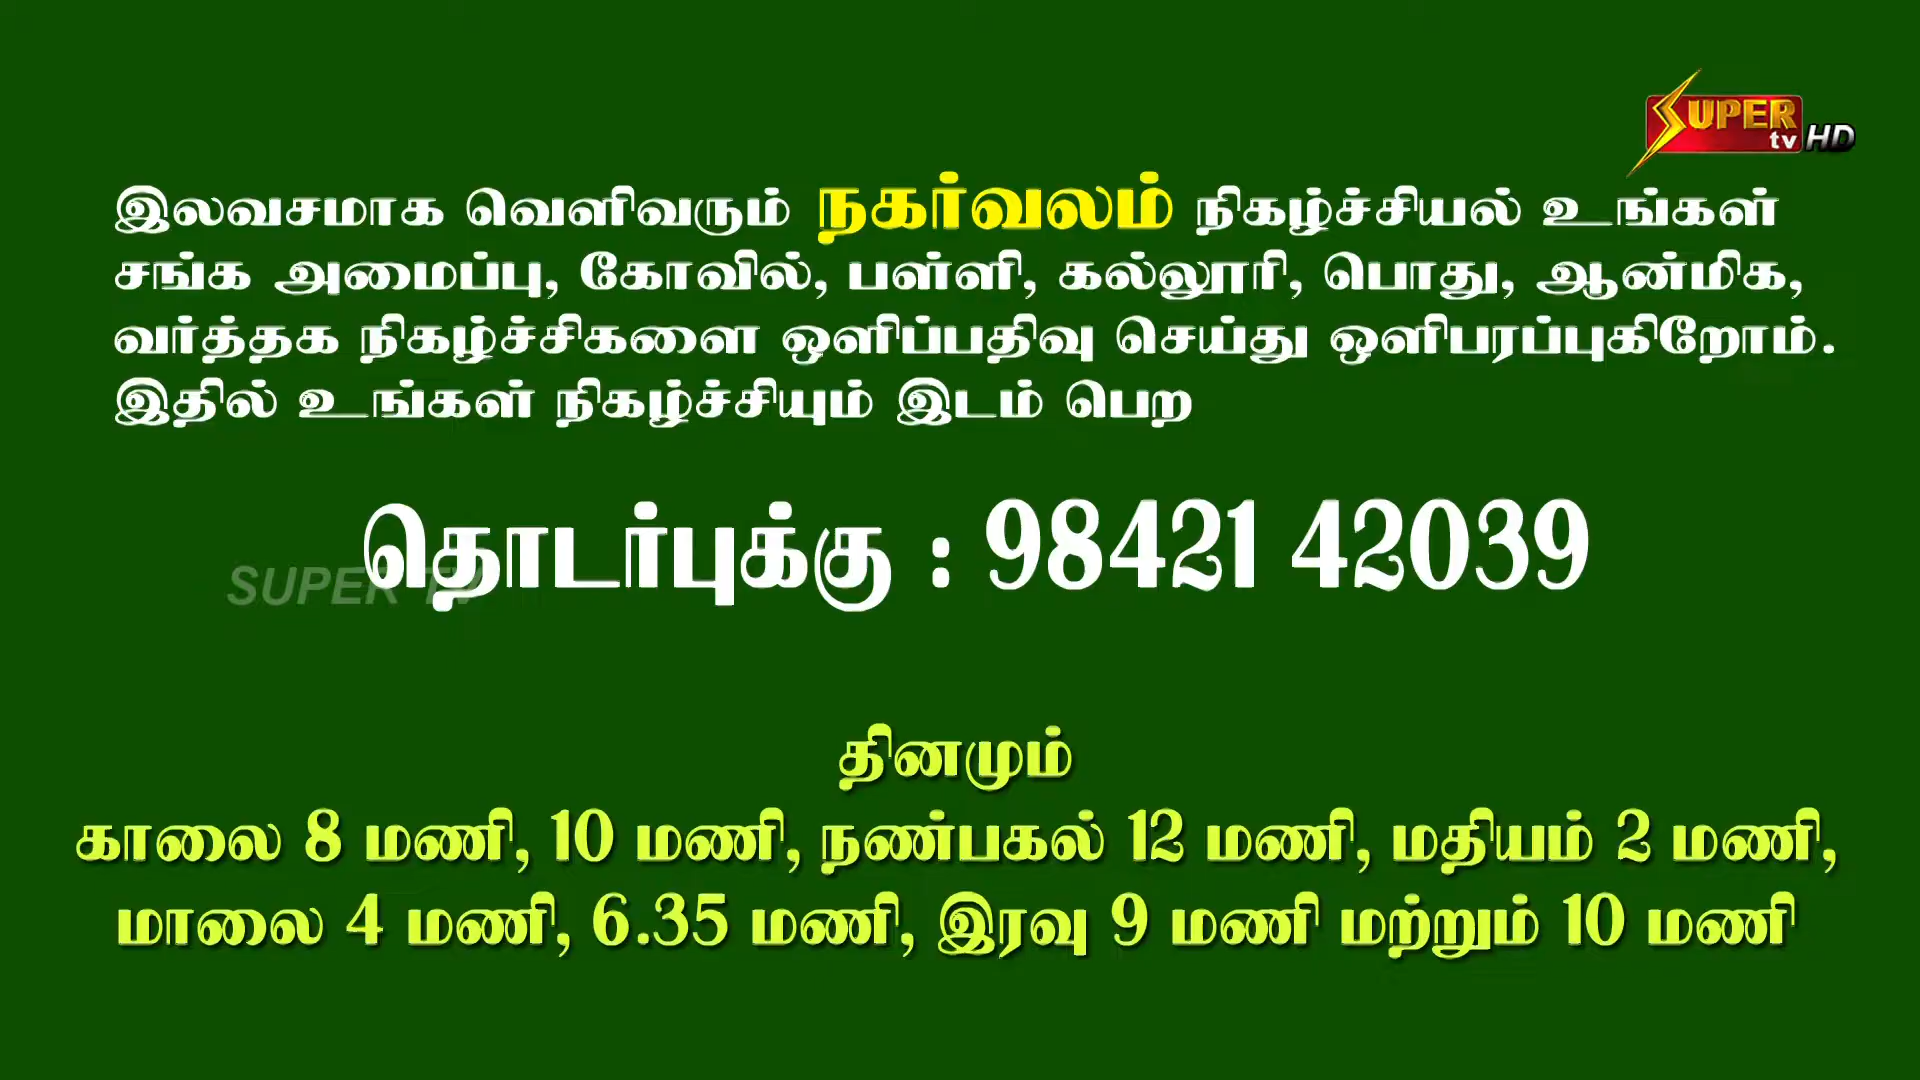 SUPER
tv HD
இலவசமாக வெளிவரும் நகர்வலம் நிகழ்ச்சியல் உங்கள்
சங்க அமைப்பு, கோவில், பள்ளி, கல்லூரி, பொது, ஆன்மிக,
வர்த்தக நிகழ்ச்சிகளை ஒளிப்பதிவு செய்து ஒளிபரப்புகிறோம்.
இதில் உங்கள் நிகழ்ச்சியும் இடம் பெற
தொடர்புக்கு : 98421 42039
SUPER TV
தினமும்
காலை 8 மணி, 10 மணி, நண்பகல் 12 மணி, மதியம் 2 மணி,
மாலை 4 மணி, 6.35 மணி, இரவு 9 மணி மற்றும் 10 மணி